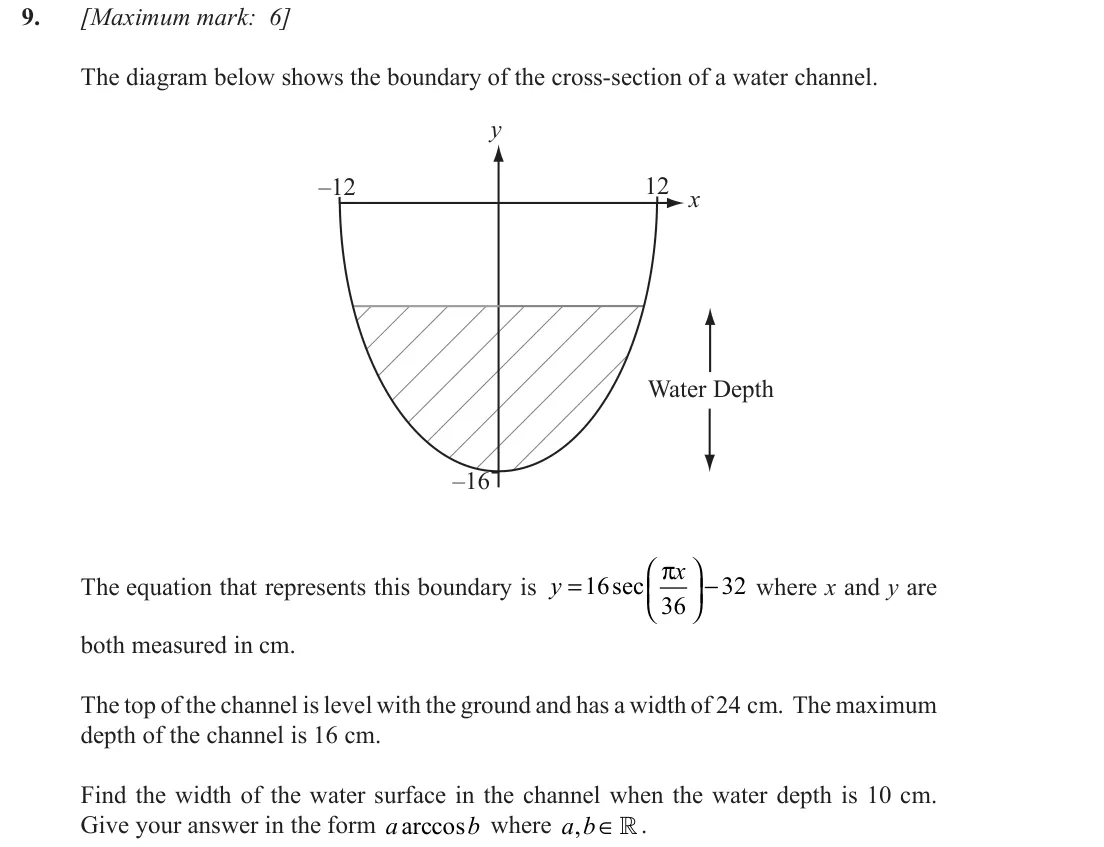 9. [Maximum mark: 6]
The diagram below shows the boundary of the cross-section of a water channel.
y
–12
12
x
Water Depth
–16
The equation that represents this boundary is y = 16 sec(πx/36) – 32 where x and y are
both measured in cm.
The top of the channel is level with the ground and has a width of 24 cm. The maximum
depth of the channel is 16 cm.
Find the width of the water surface in the channel when the water depth is 10 cm.
Give your answer in the form a arccos b where a, b ∈ ℝ.